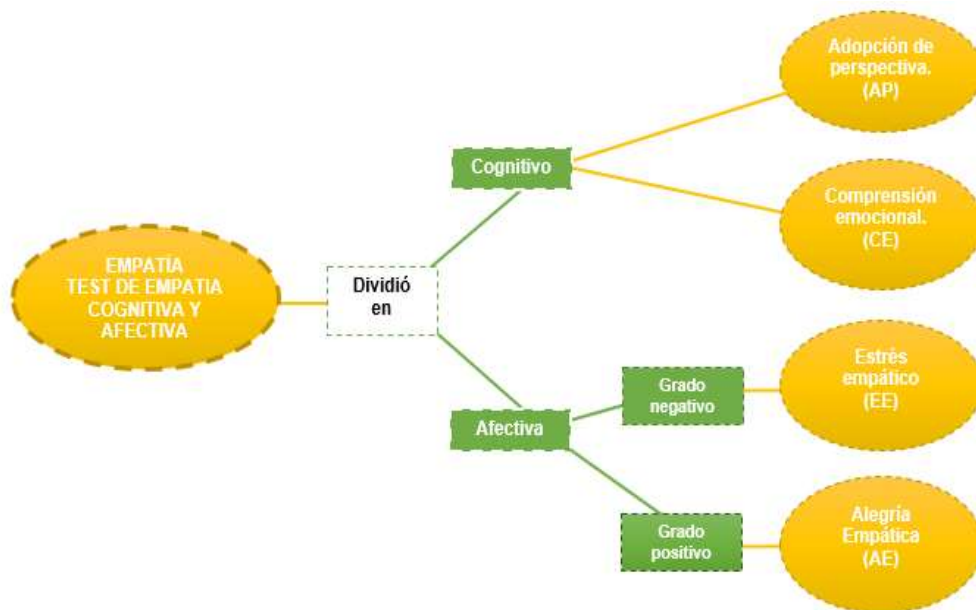 EMPATÍA
TEST DE EMPATIA
COGNITIVA Y
AFECTIVA
Dividió
en
Cognitivo
Adopción de
perspectiva.
(AP)
Comprensión
emocional.
(CE)
Afectiva
Grado
negativo
Estrés
empático
(EE)
Grado
positivo
Alegría
Empática
(AE)